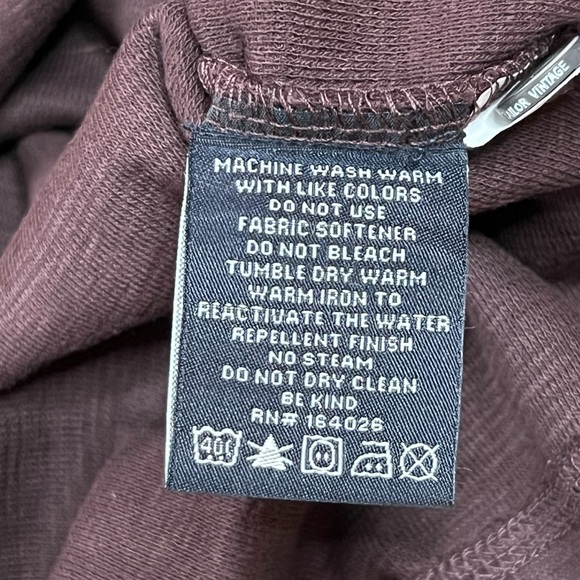 ILOR VINTAGE
MACHINE WASH WARM
WITH LIKE COLORS
DO NOT USE
FABRIC SOFTENER
DO NOT BLEACH
TUMBLE DRY WARM
WARM IRON TO
REACTIVATE THE WATER
REPELLENT FINISH
NO STEAM
DO NOT DRY CLEAN
BE KIND
RN# 164026
40